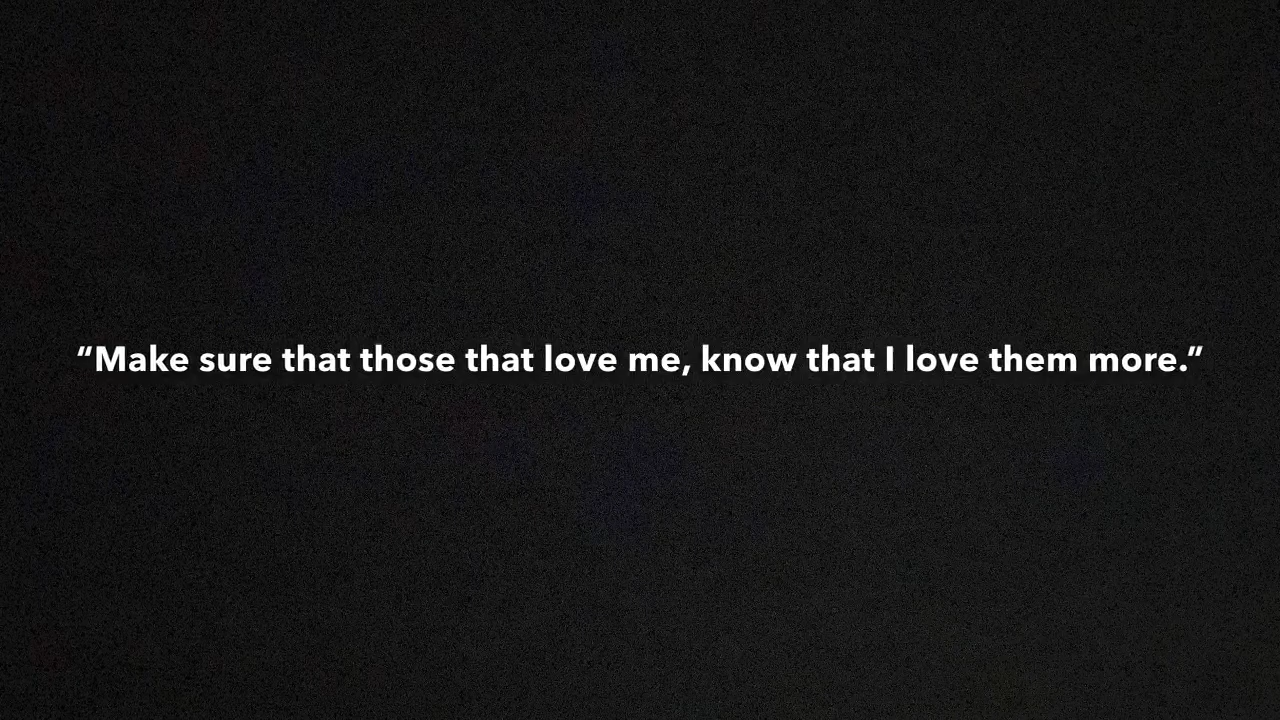 “Make sure that those that love me, know that I love them more.”